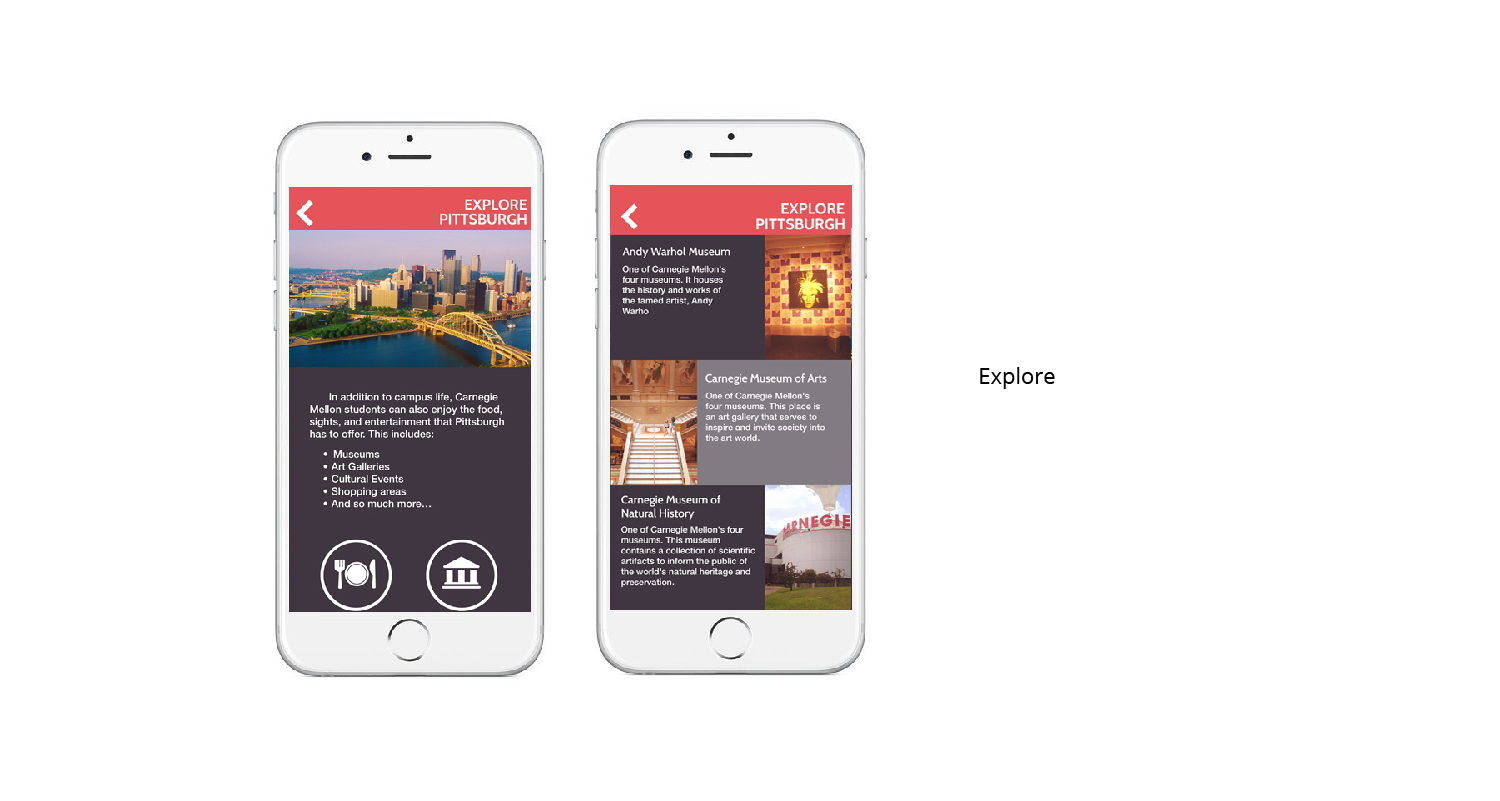 EXPLORE
PITTSBURGH
In addition to campus life, Carnegie
Mellon students can also enjoy the food,
sights, and entertainment that Pittsburgh
has to offer. This includes:
• Museums
• Art Galleries
• Cultural Events
• Shopping areas
• And so much more...
EXPLORE
PITTSBURGH
Andy Warhol Museum
One of Carnegie Mellon's
four museums. It houses
the history and works of
the famed artist, Andy
Warho
Carnegie Museum of Arts
One of Carnegie Mellon's
four museums. This place is
an art gallery that serves to
inspire and invite society into
the art world.
Carnegie Museum of
Natural History
One of Carnegie Mellon's four
museums. This museum
contains a collection of scientific
artifacts to inform the public of
the world's natural heritage and
preservation.
CARNEGIE
Explore